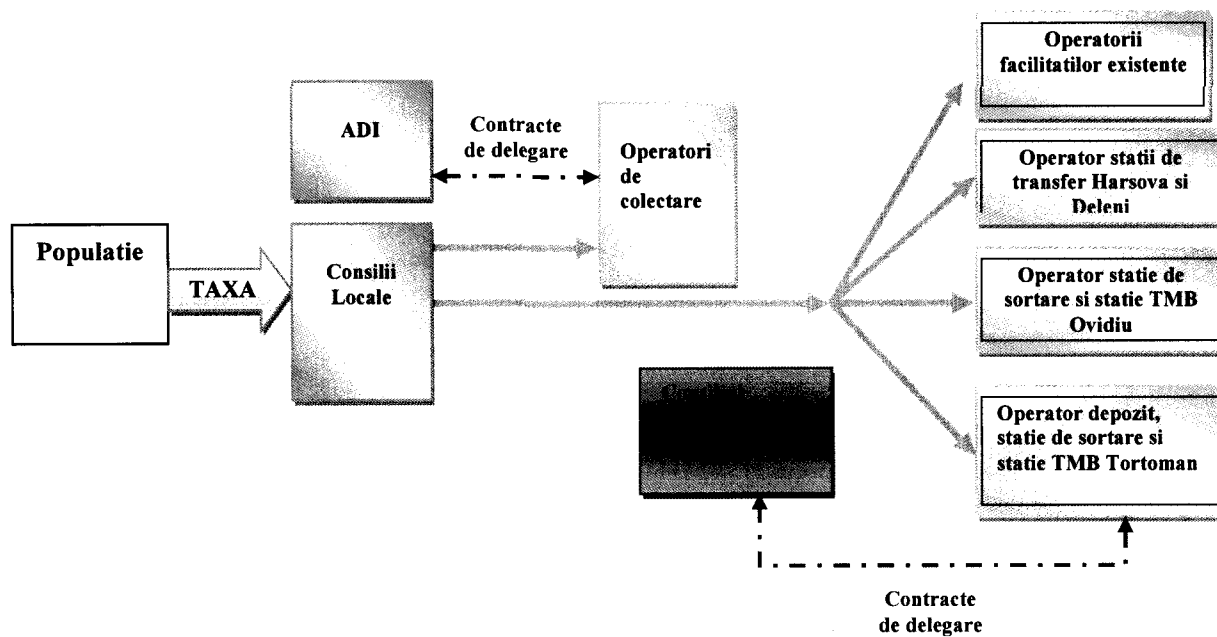 Populatie
TAXA
ADI
Consilii
Locale
Contracte
de delegare
Operatori
de
colectare
Operatorii
facilitatilor existente
Operator statii de
transfer Harsova si
Deleni
Operator statie de
sortare si statie TMB
Ovidiu
Operator depozit,
statie de sortare si
statie TMB Tortoman
Contracte
de delegare